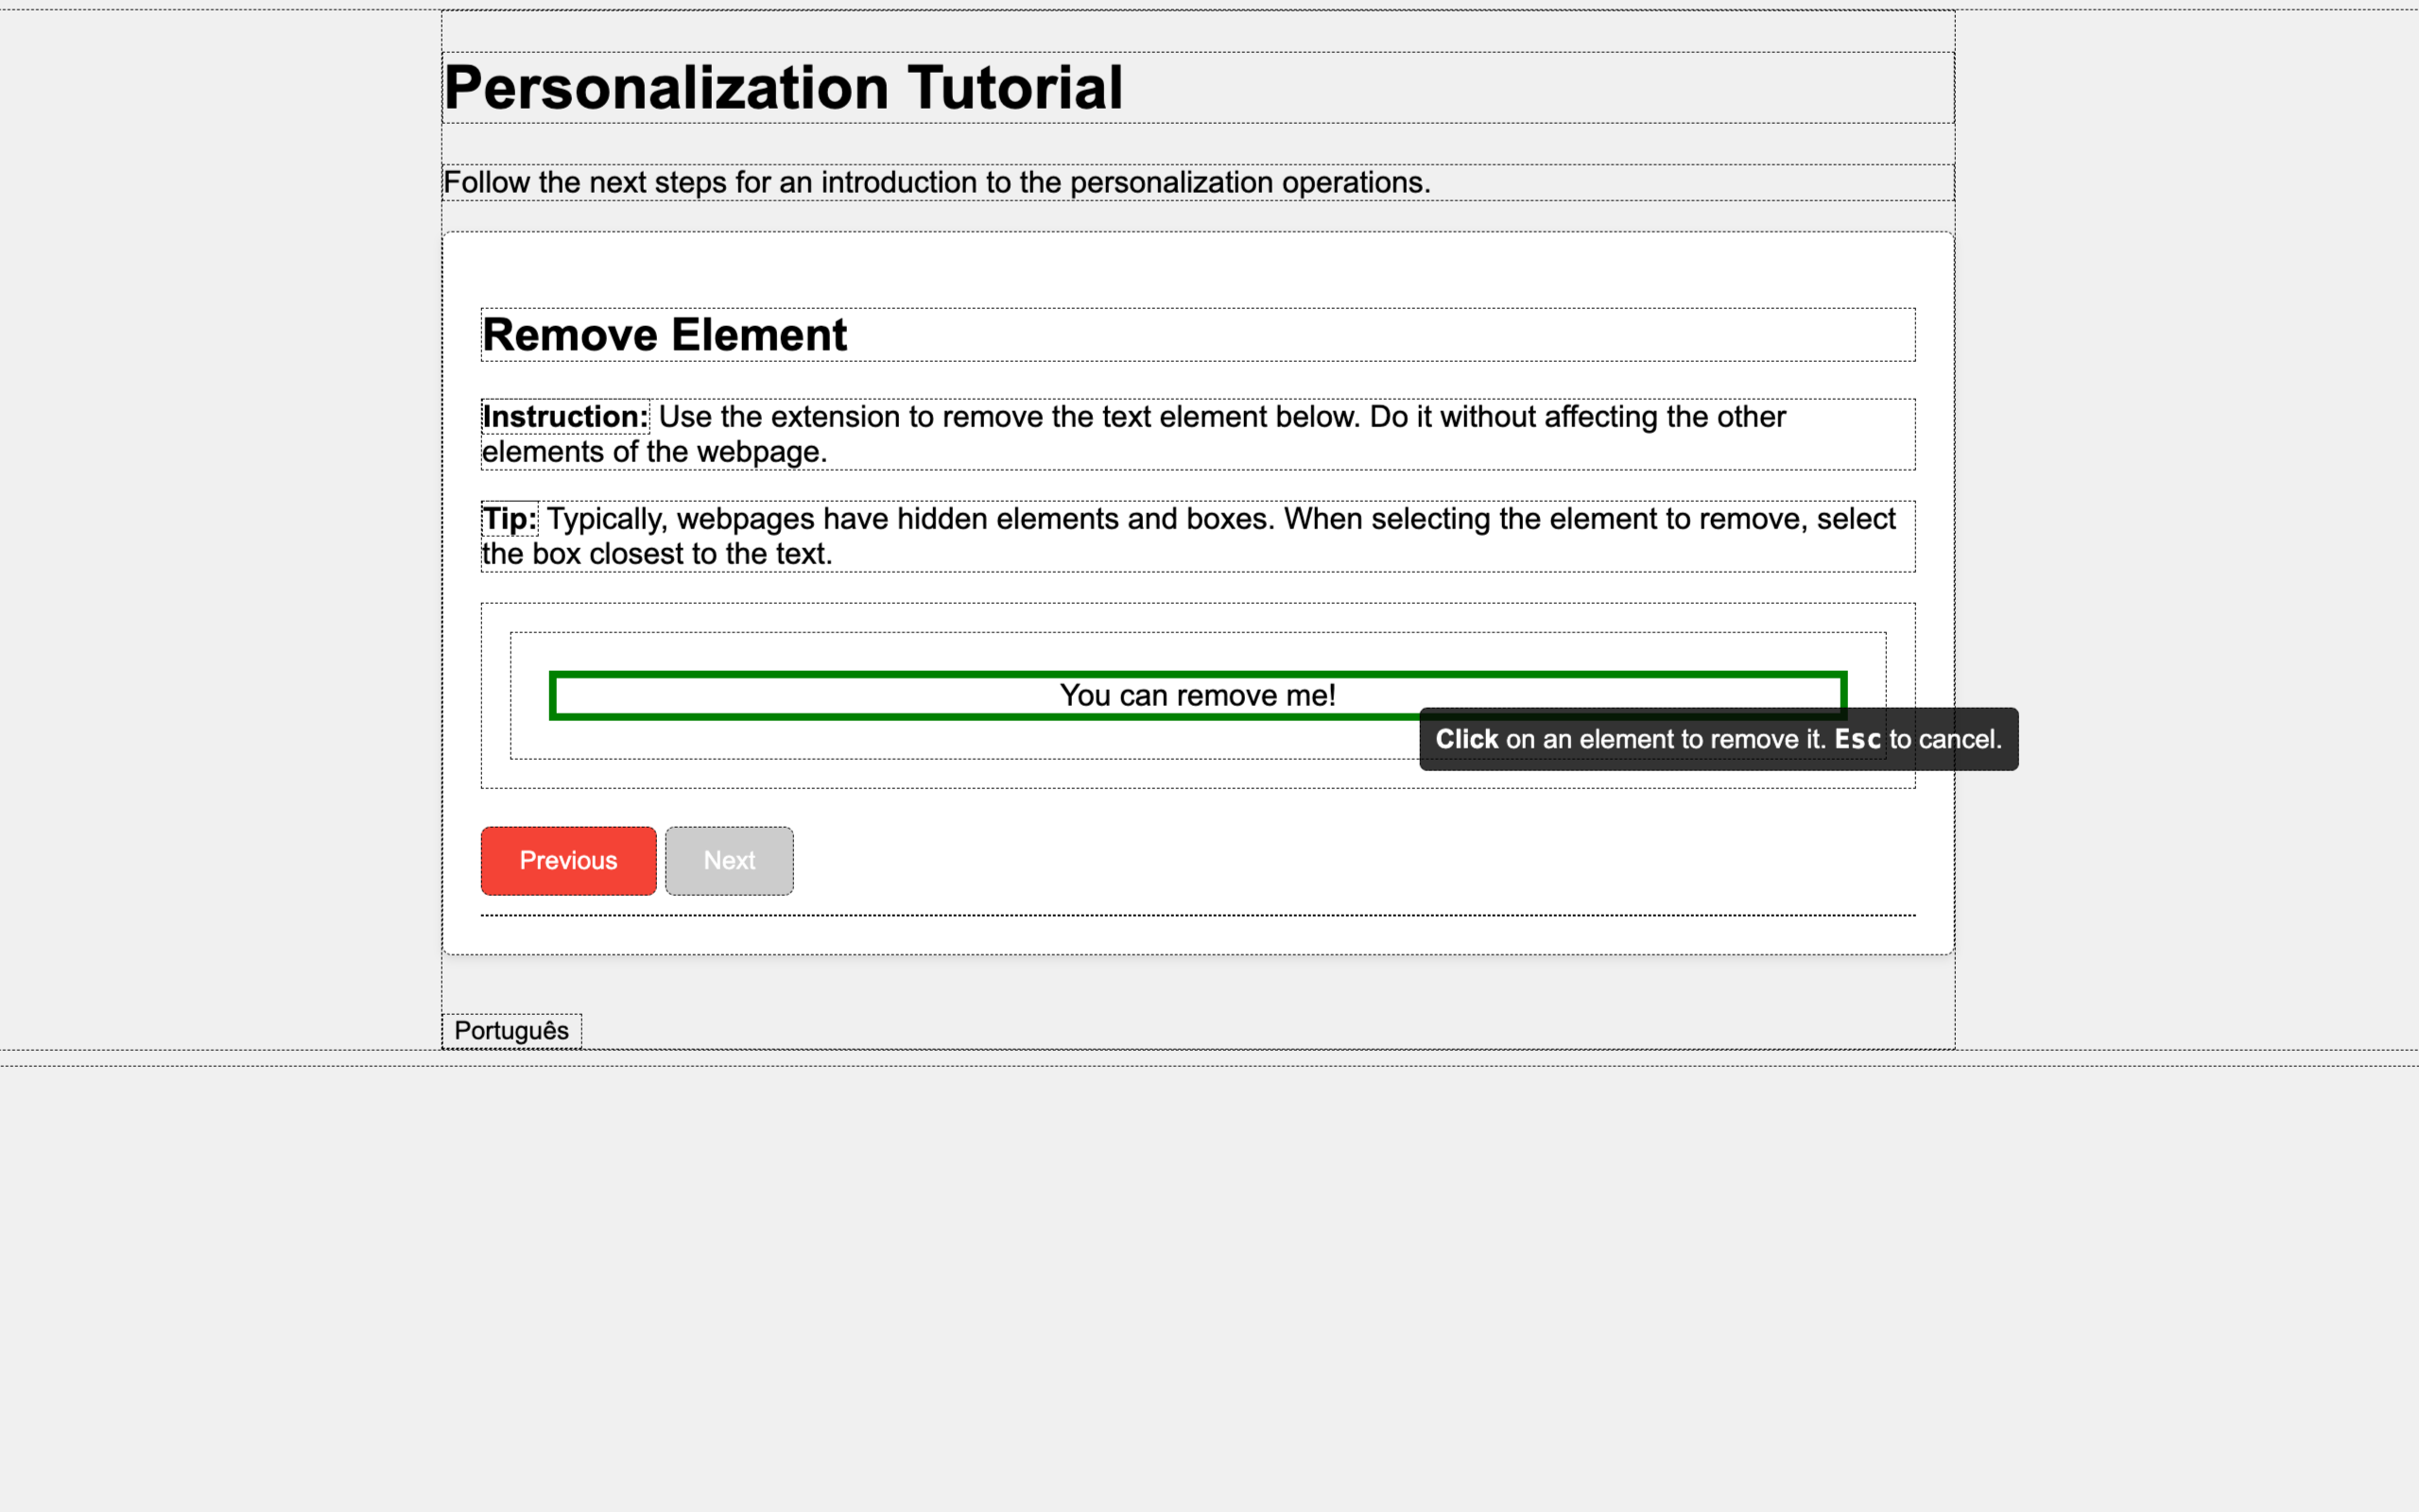 Personalization Tutorial
Follow the next steps for an introduction to the personalization operations.
Remove Element
Instruction: Use the extension to remove the text element below. Do it without affecting the other
elements of the webpage.
Tip: Typically, webpages have hidden elements and boxes. When selecting the element to remove, select
the box closest to the text.
You can remove me!
Click on an element to remove it. Esc to cancel.
Previous Next
Português